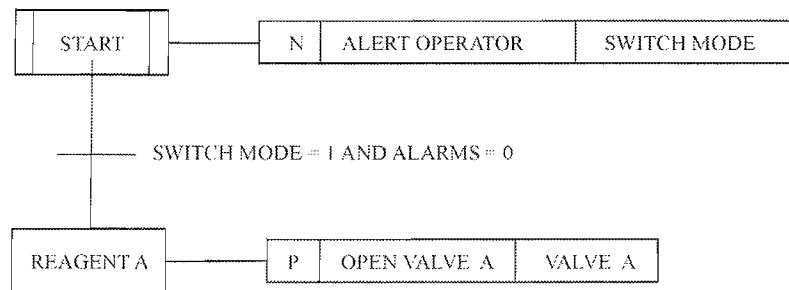 START N ALERT OPERATOR SWITCH MODE
SWITCH MODE = 1 AND ALARMS = 0
REAGENT A P OPEN VALVE A VALVE A